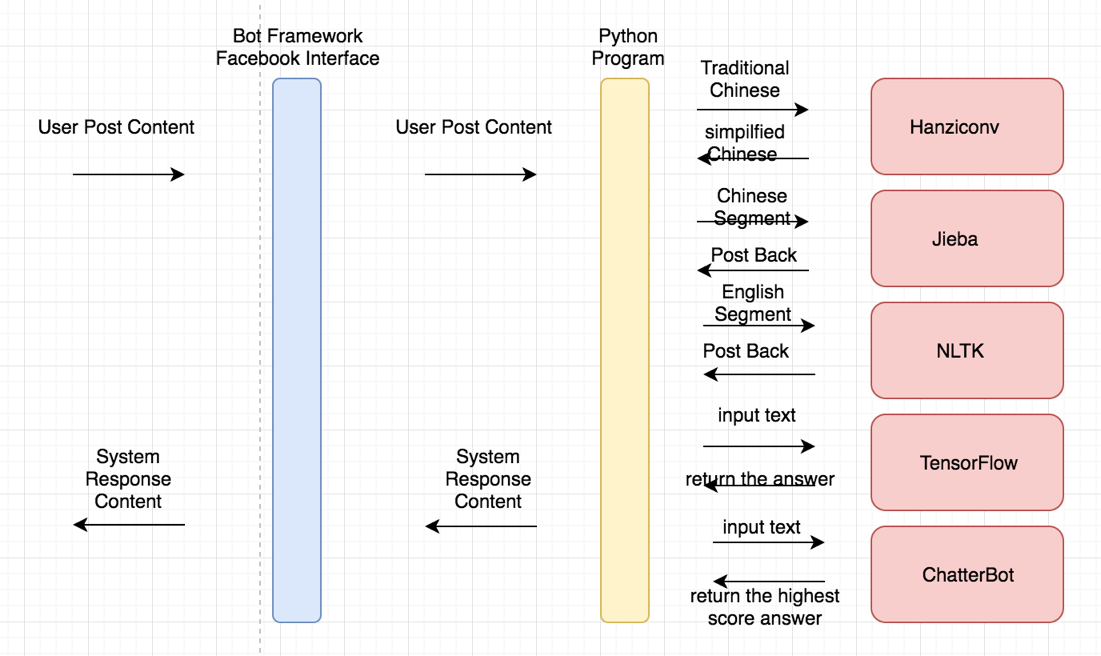 Bot Framework
Facebook Interface
Python
Program
User Post Content
User Post Content
System
Response
Content
System
Response
Content
Traditional
Chinese
simpilfied
Chinese
Hanziconv
Chinese
Segment
Post Back
Jieba
English
Segment
Post Back
NLTK
input text
return the answer
TensorFlow
input text
return the highest
score answer
ChatterBot